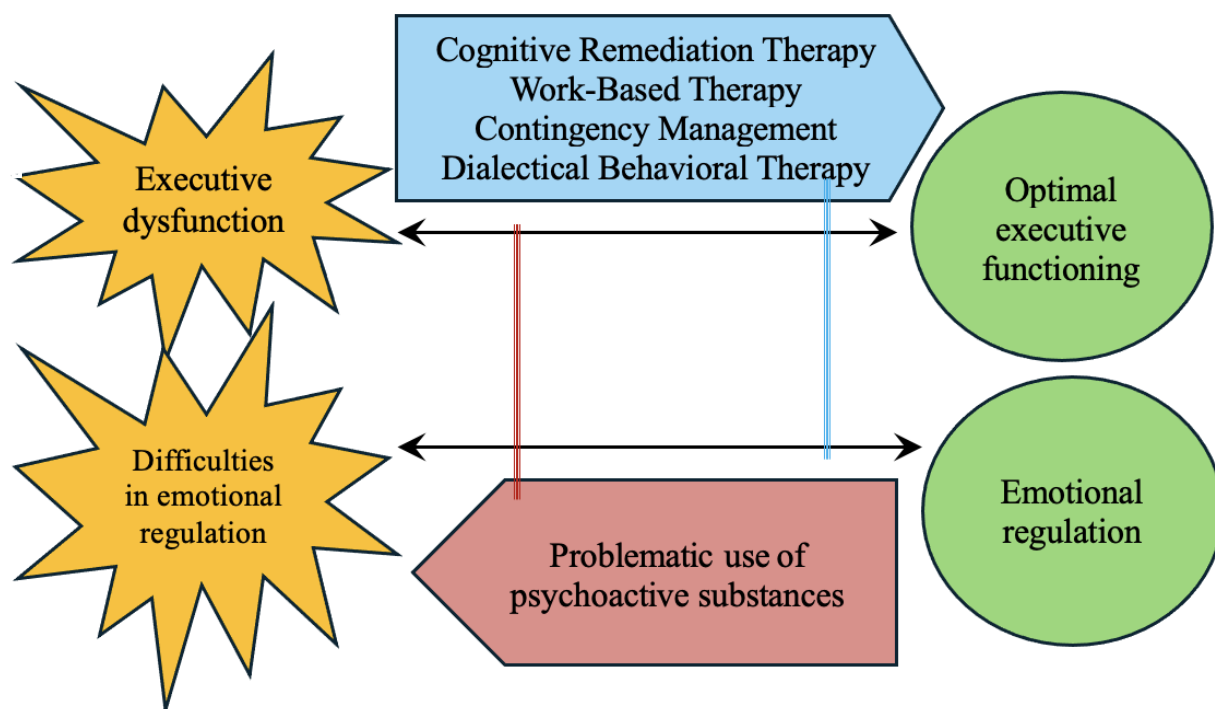 Cognitive Remediation Therapy
Work-Based Therapy
Contingency Management
Dialectical Behavioral Therapy
Executive
dysfunction
Optimal
executive
functioning
Difficulties
in emotional
regulation
Emotional
regulation
Problematic use of
psychoactive substances